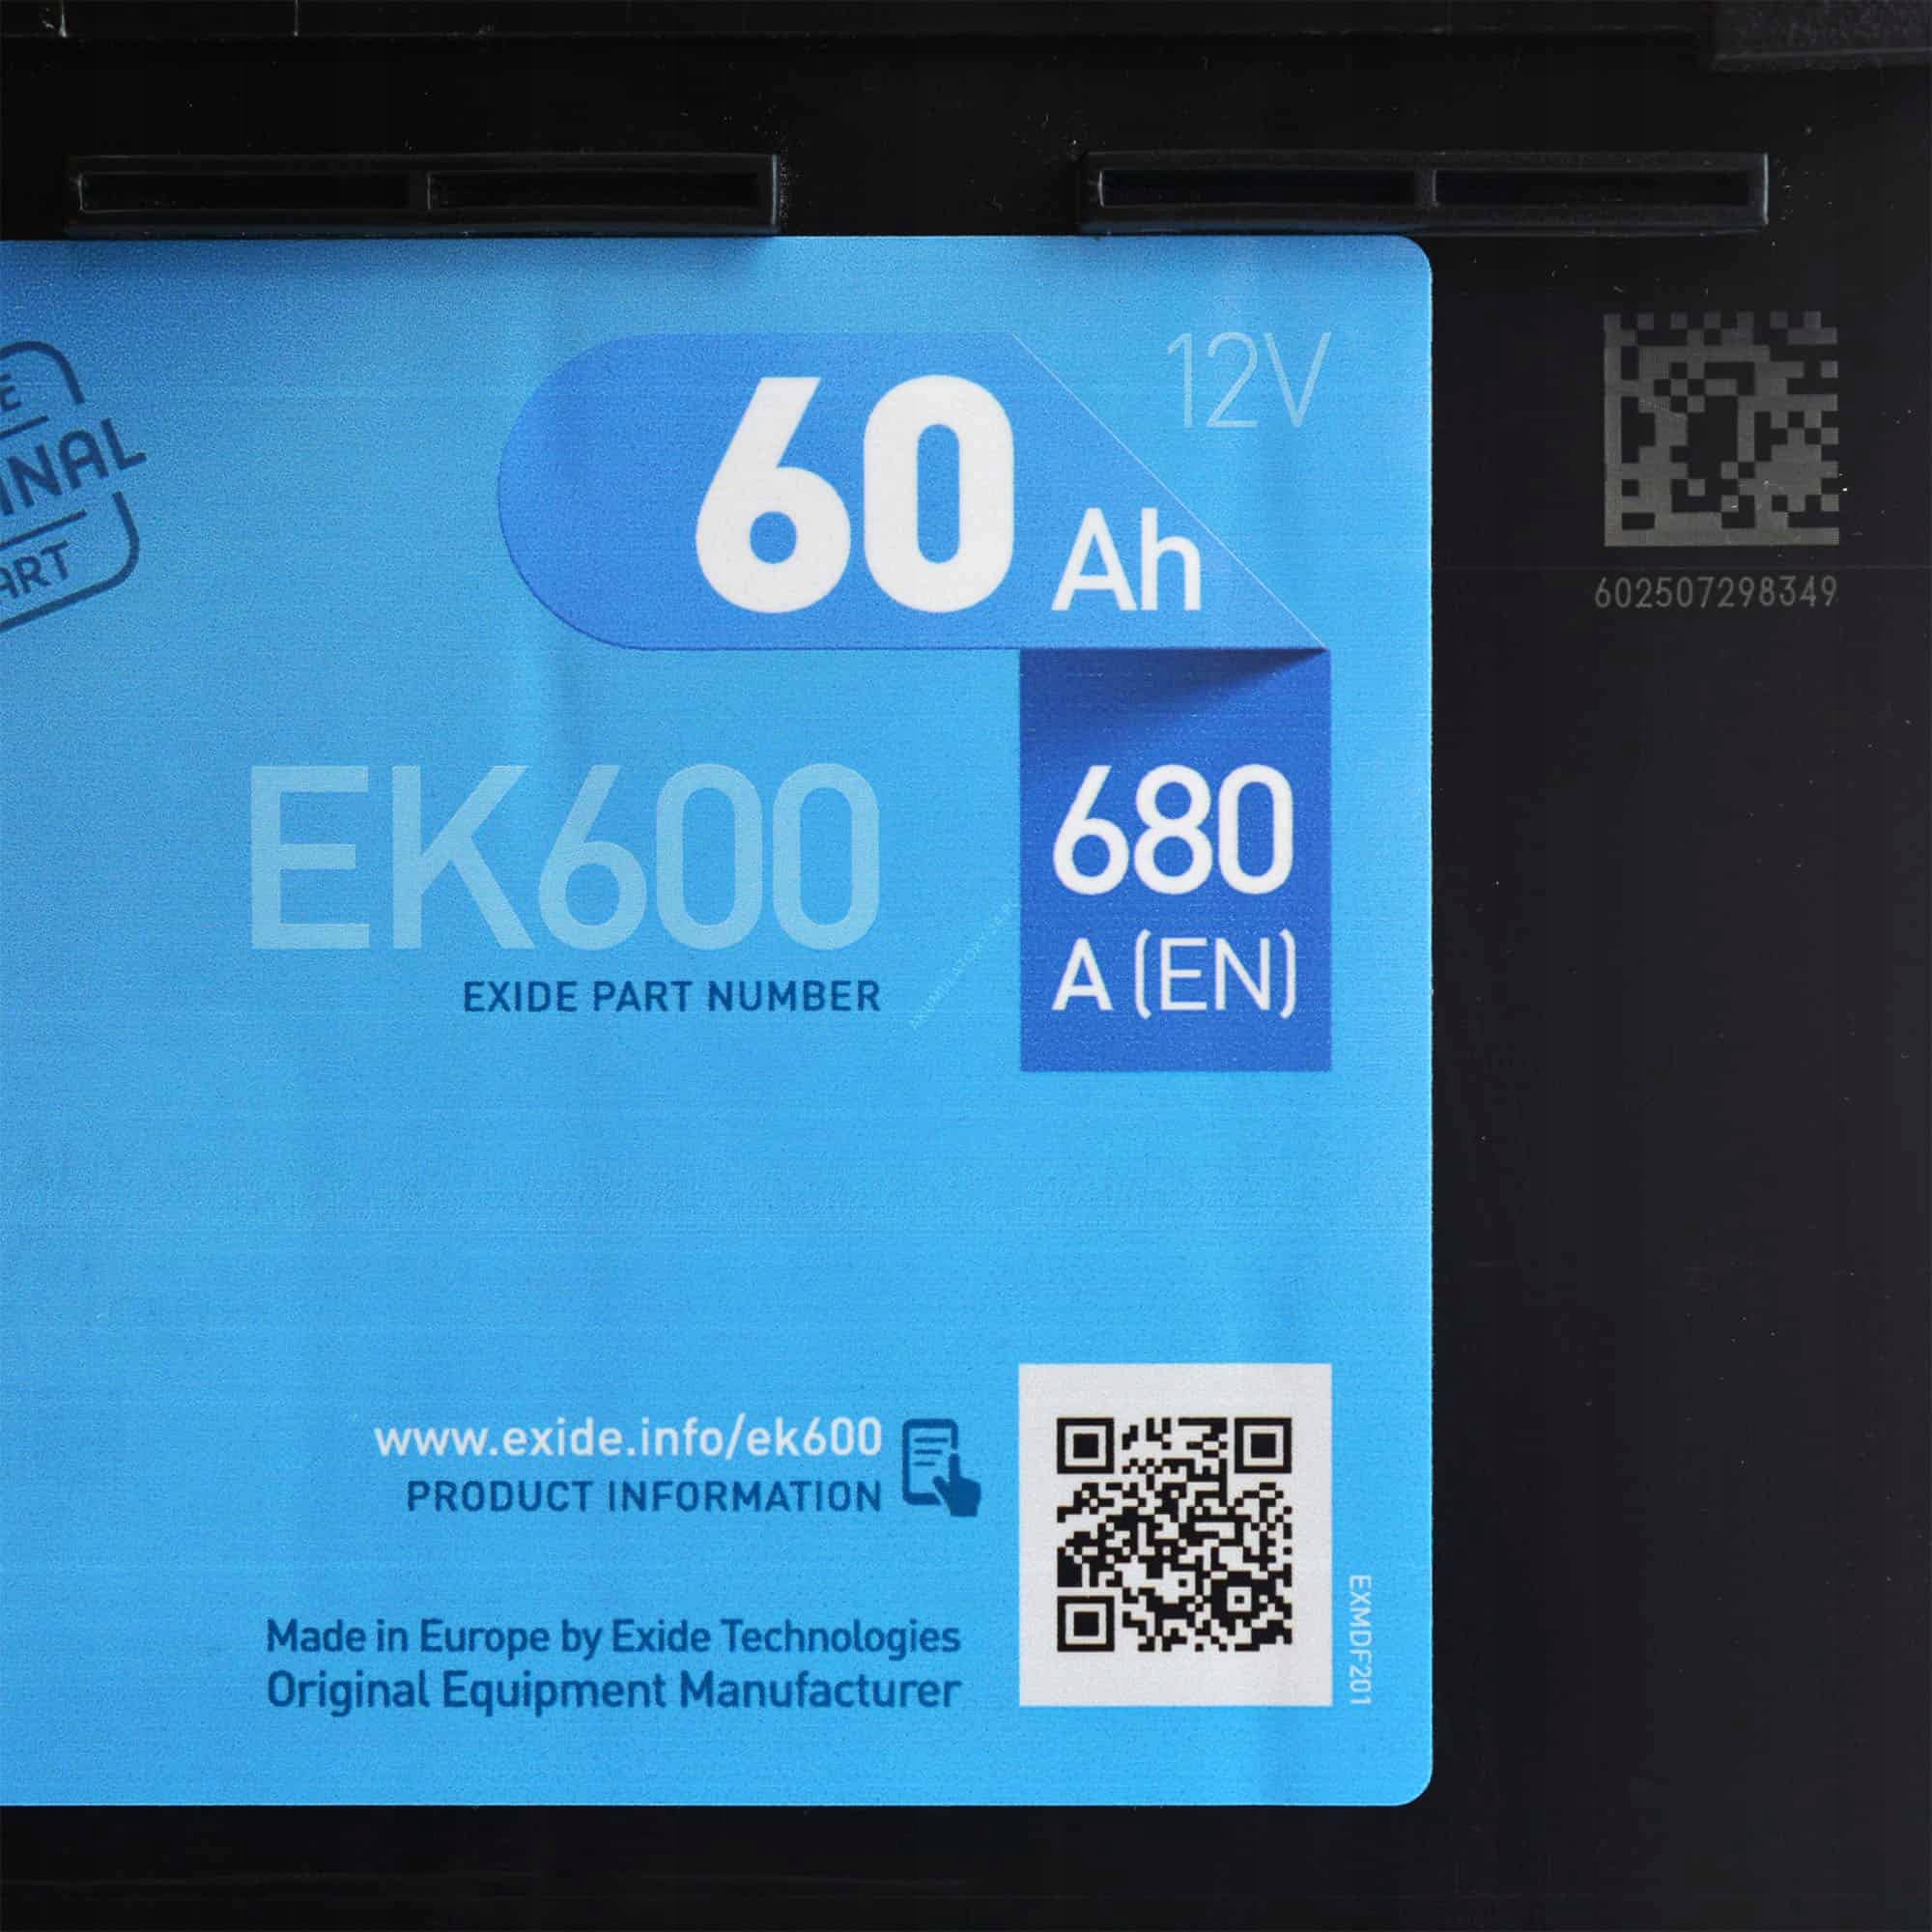 E
INAL
ART
12V
60 Ah
602507298349
EK600
EXIDE PART NUMBER
680
A (EN)
www.exide.info/ek600
PRODUCT INFORMATION
Made in Europe by Exide Technologies
Original Equipment Manufacturer
EXMDF201